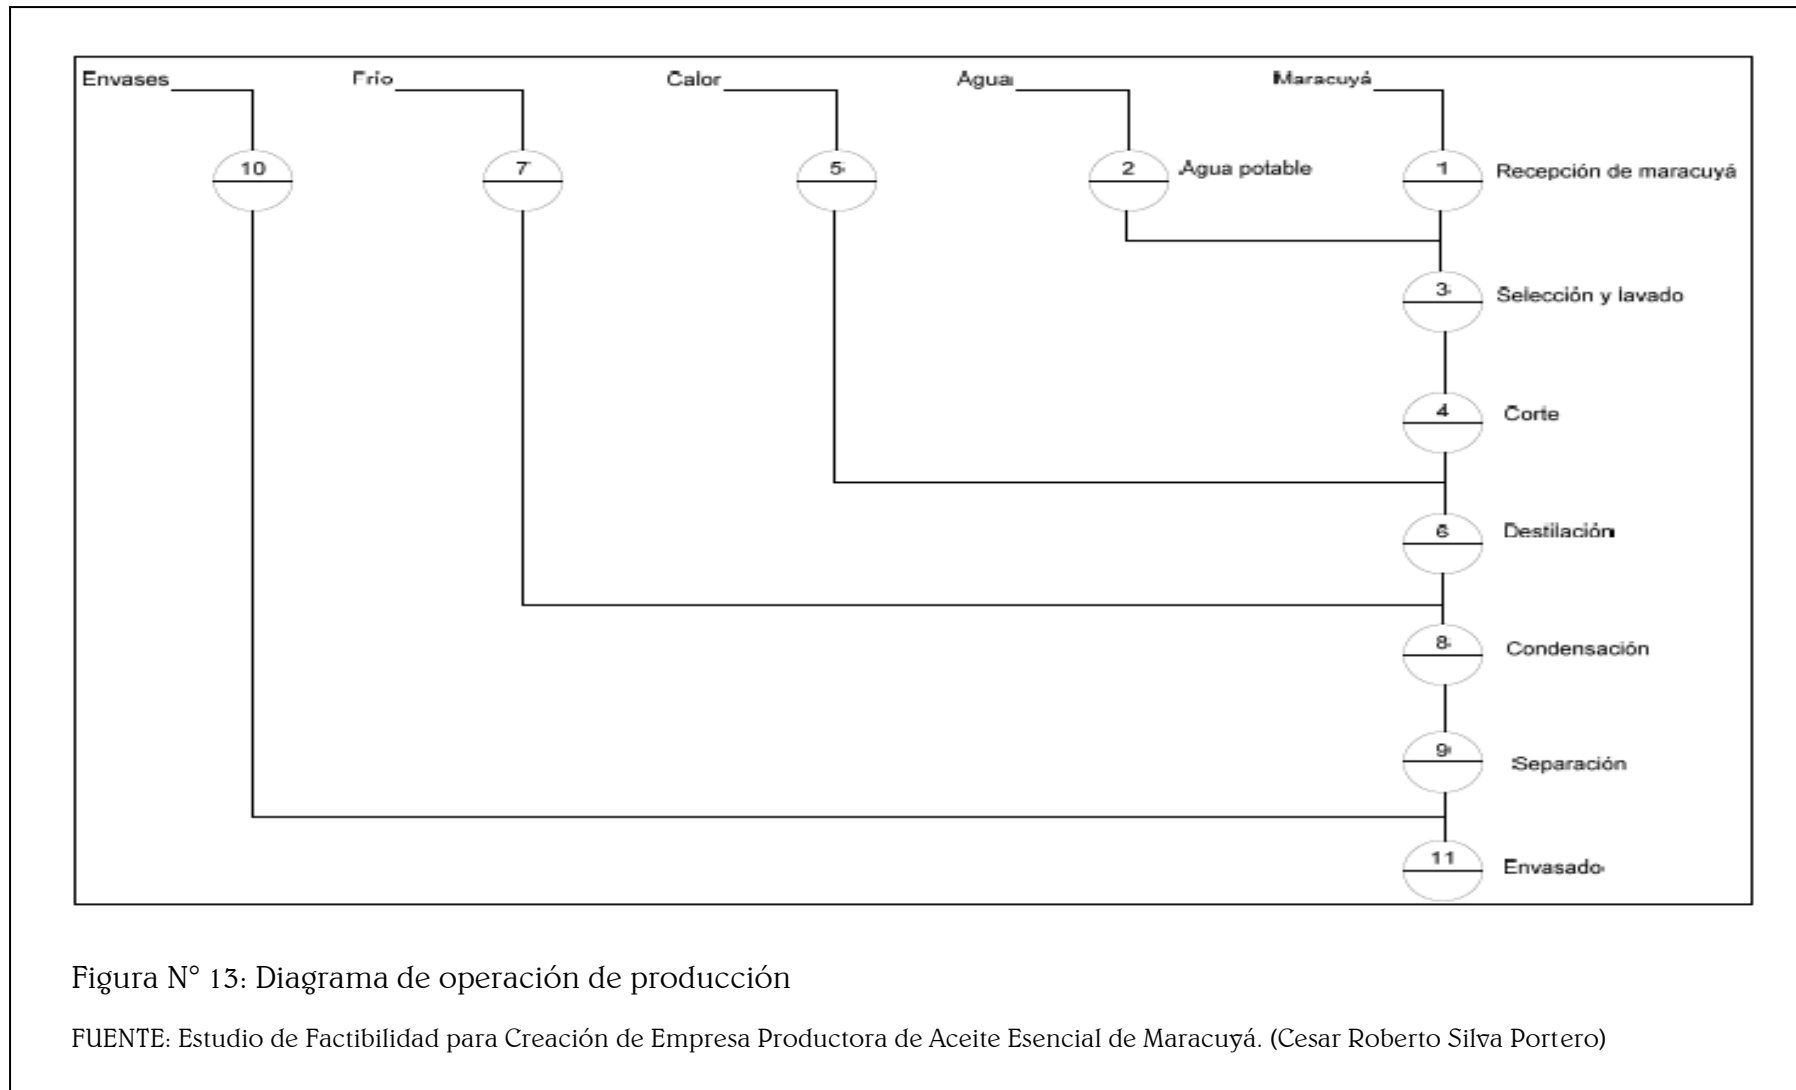 Envases Frío Calor Agua Maracuyá
10 7 5 2 Agua potable 1 Recepción de maracuyá
3 Selección y lavado
4 Corte
6 Destilación
8 Condensación
9 Separación
11 Envasado
Figura N° 13: Diagrama de operación de producción
FUENTE: Estudio de Factibilidad para Creación de Empresa Productora de Aceite Esencial de Maracuyá. (Cesar Roberto Silva Portero)